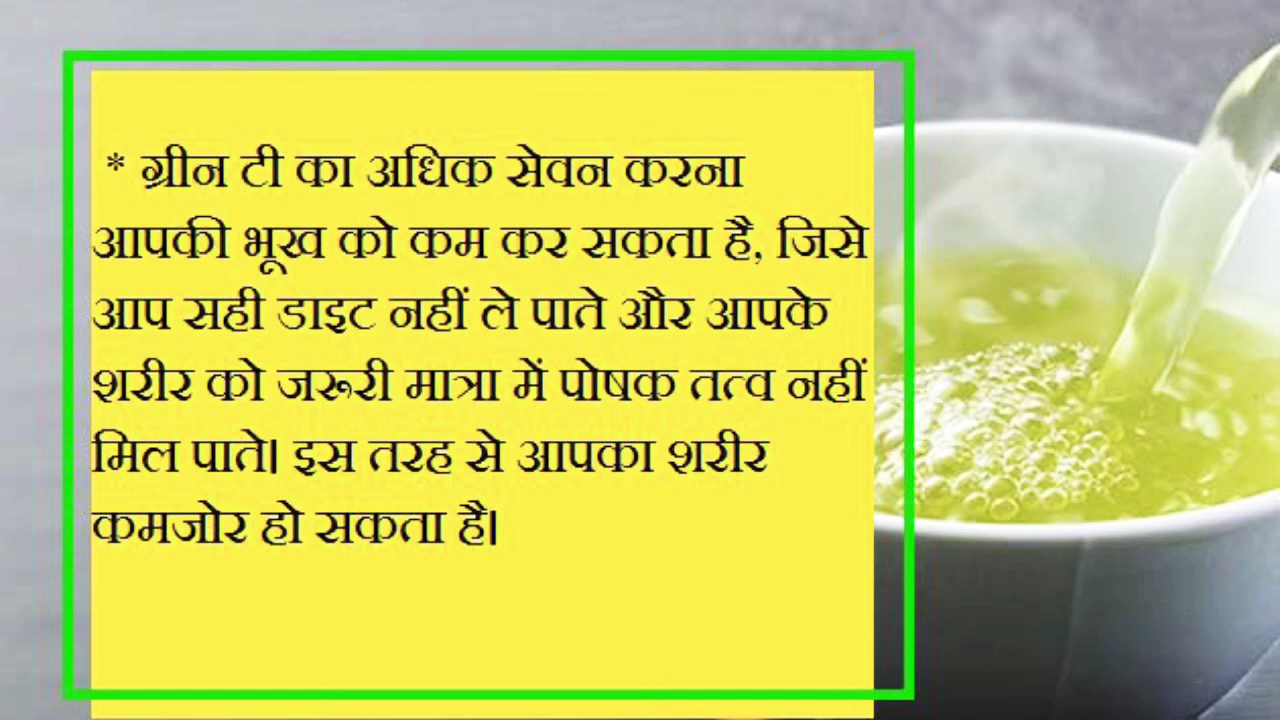 * ग्रीन टी का अधिक सेवन करना
आपकी भूख को कम कर सकता है, जिसे
आप सही डाइट नहीं ले पाते और आपके
शरीर को जरूरी मात्रा में पोषक तत्व नहीं
मिल पाते। इस तरह से आपका शरीर
कमजोर हो सकता है।